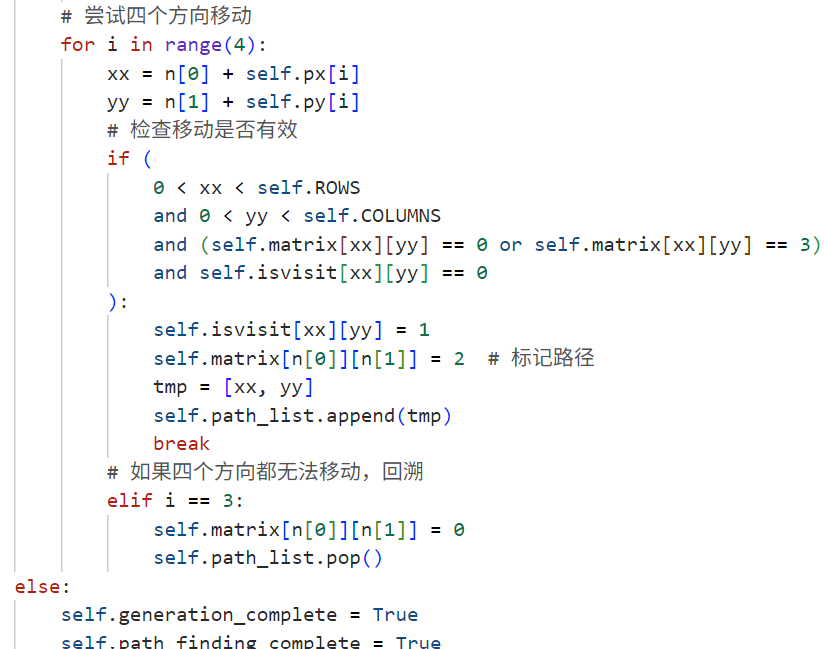 # 尝试四个方向移动
for i in range(4):
xx = n[0] + self.px[i]
yy = n[1] + self.py[i]
# 检查移动是否有效
if (
0 < xx < self.ROWS
and 0 < yy < self.COLUMNS
and (self.matrix[xx][yy] == 0 or self.matrix[xx][yy] == 3)
and self.isvisit[xx][yy] == 0
):
self.isvisit[xx][yy] = 1
self.matrix[n[0]][n[1]] = 2  # 标记路径
tmp = [xx, yy]
self.path_list.append(tmp)
break
# 如果四个方向都无法移动，回溯
elif i == 3:
self.matrix[n[0]][n[1]] = 0
self.path_list.pop()
else:
self.generation_complete = True
self.path_finding_complete = True